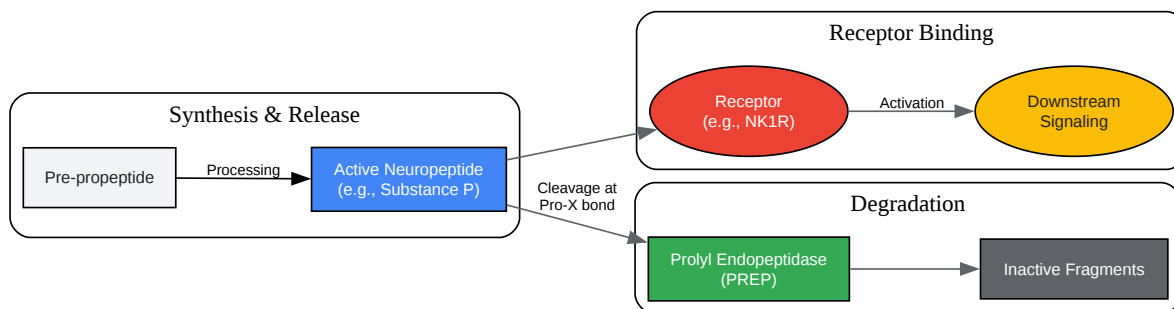 Synthesis & Release
Pre-propeptide
Processing
Active Neuropeptide
(e.g., Substance P)
Receptor Binding
Receptor
(e.g., NK1R)
Activation
Downstream
Signaling
Cleavage at
Pro-X bond
Degradation
Prolyl Endopeptidase
(PREP)
Inactive Fragments